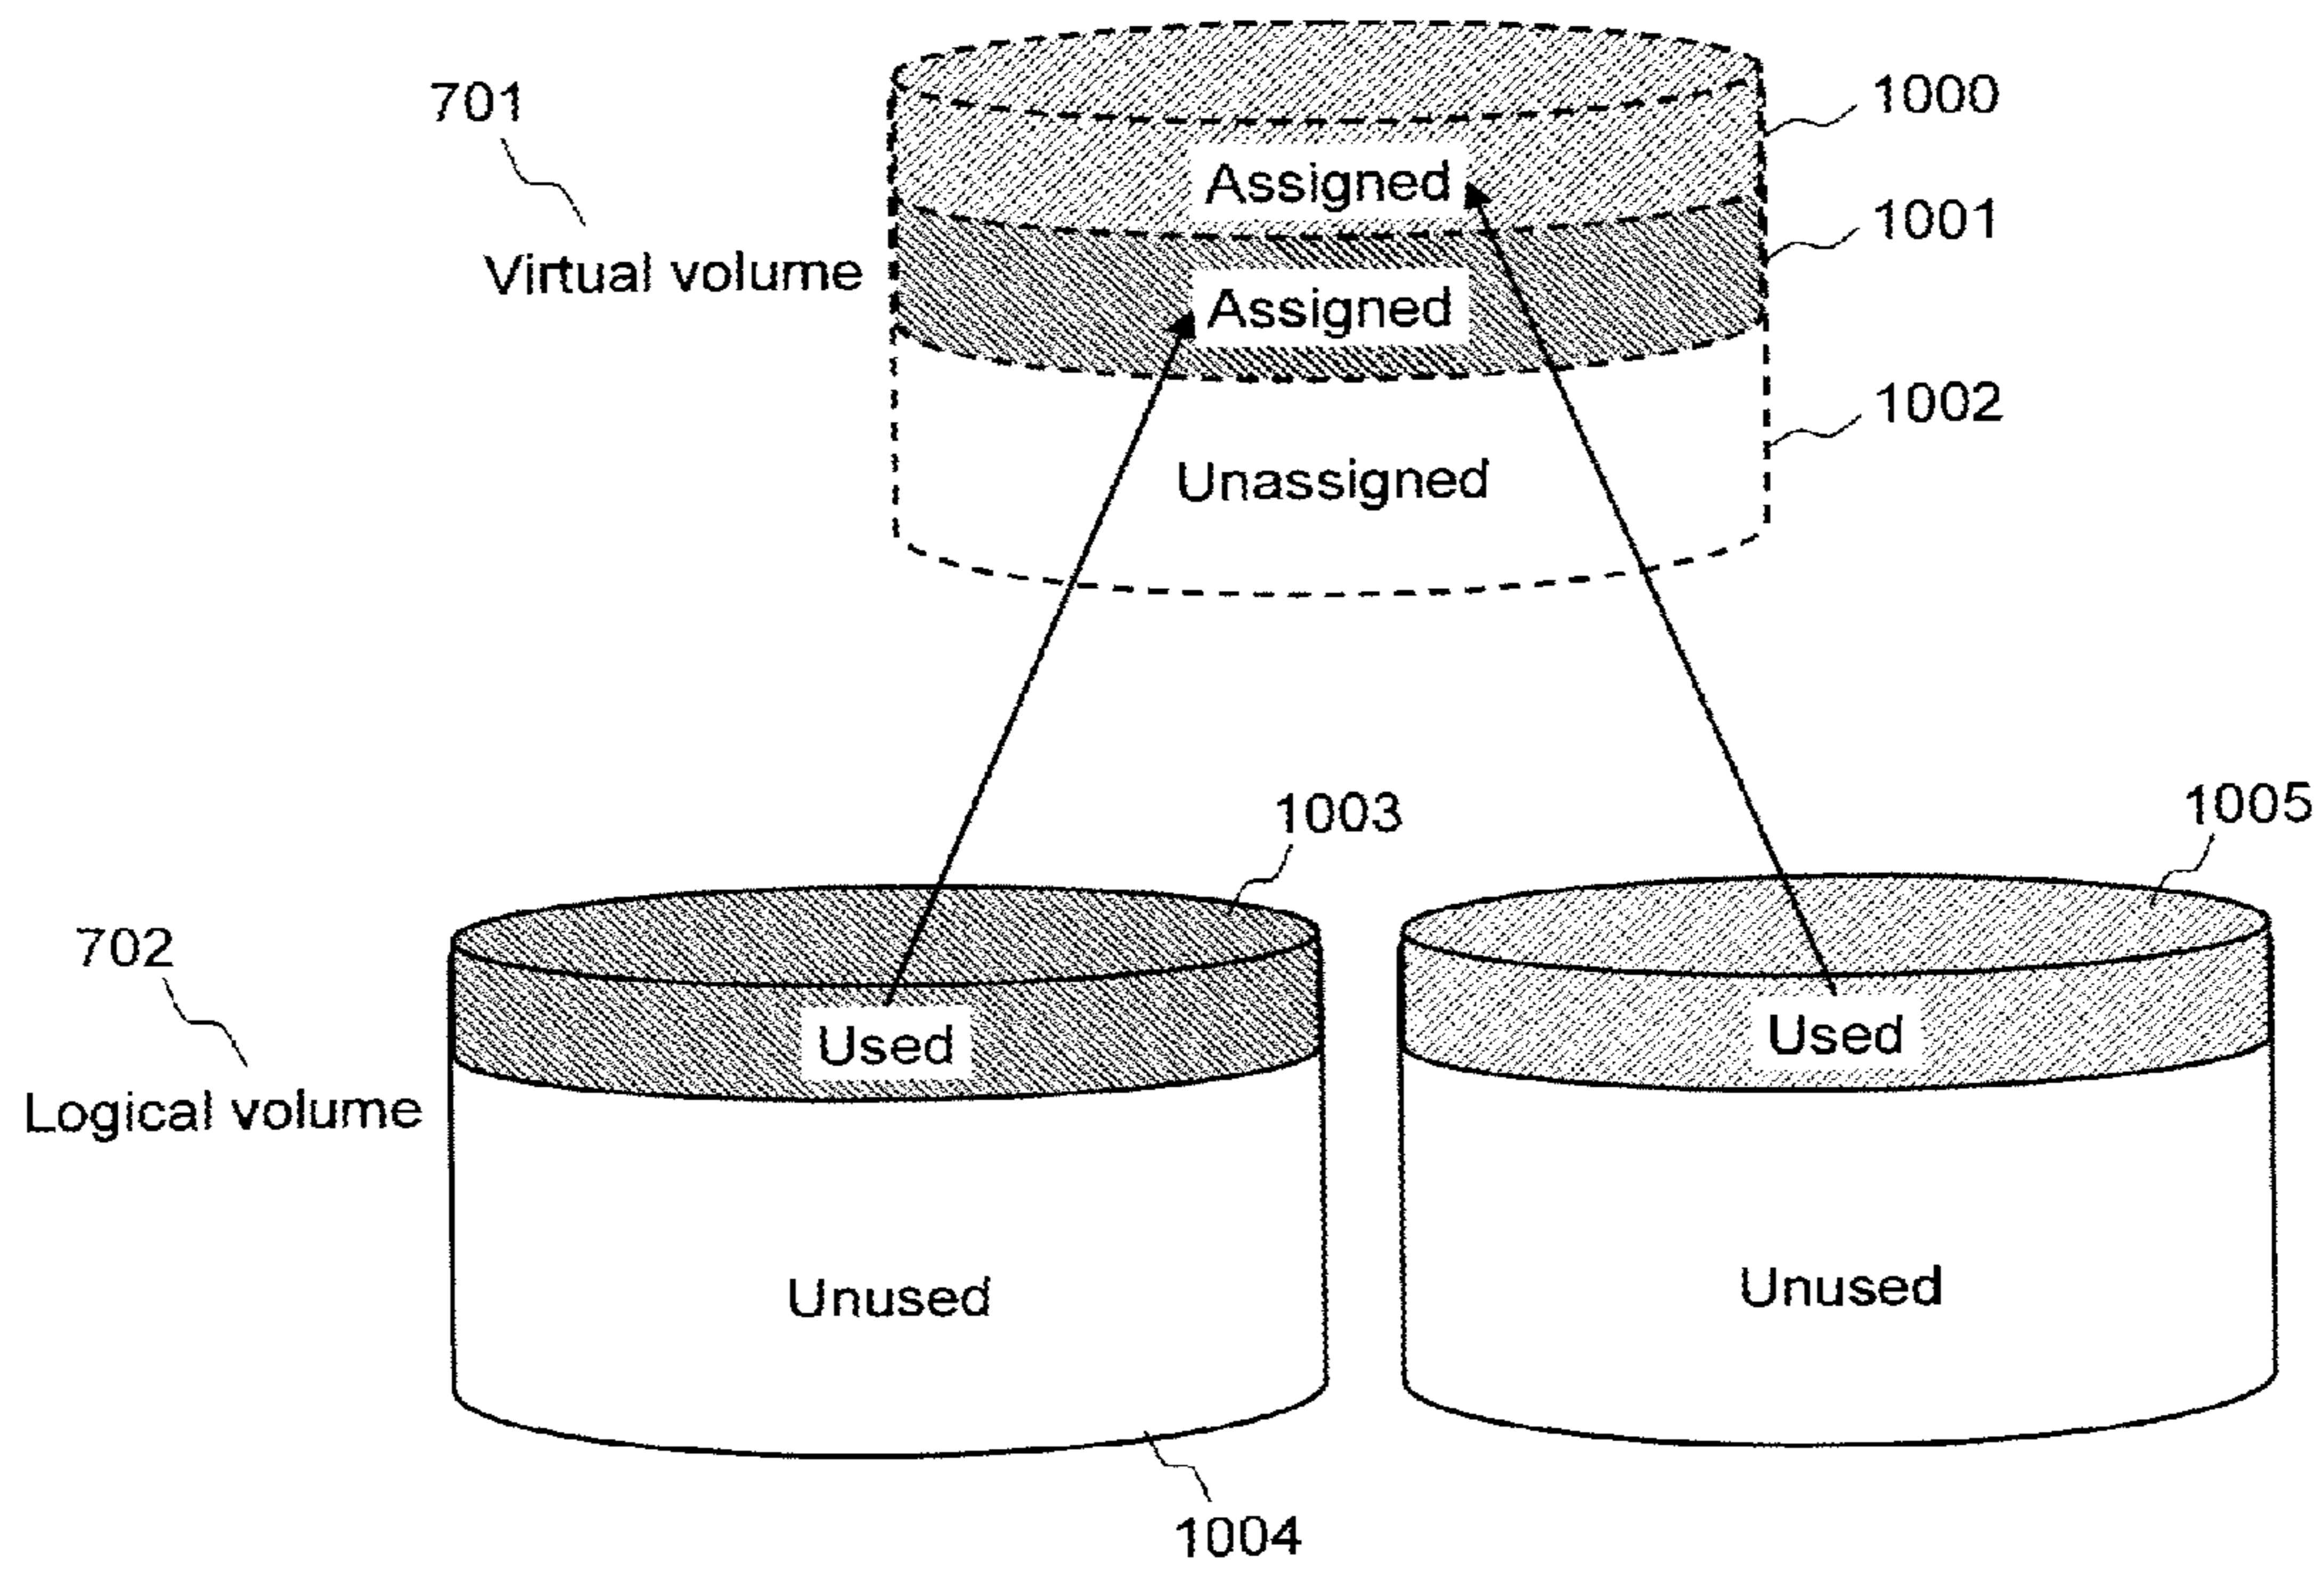 701
1000
Assigned
1001
Virtual volume
Assigned
1002
Unassigned
1003
1005
702
Used
Used
Logical volume
Unused
Unused
1004